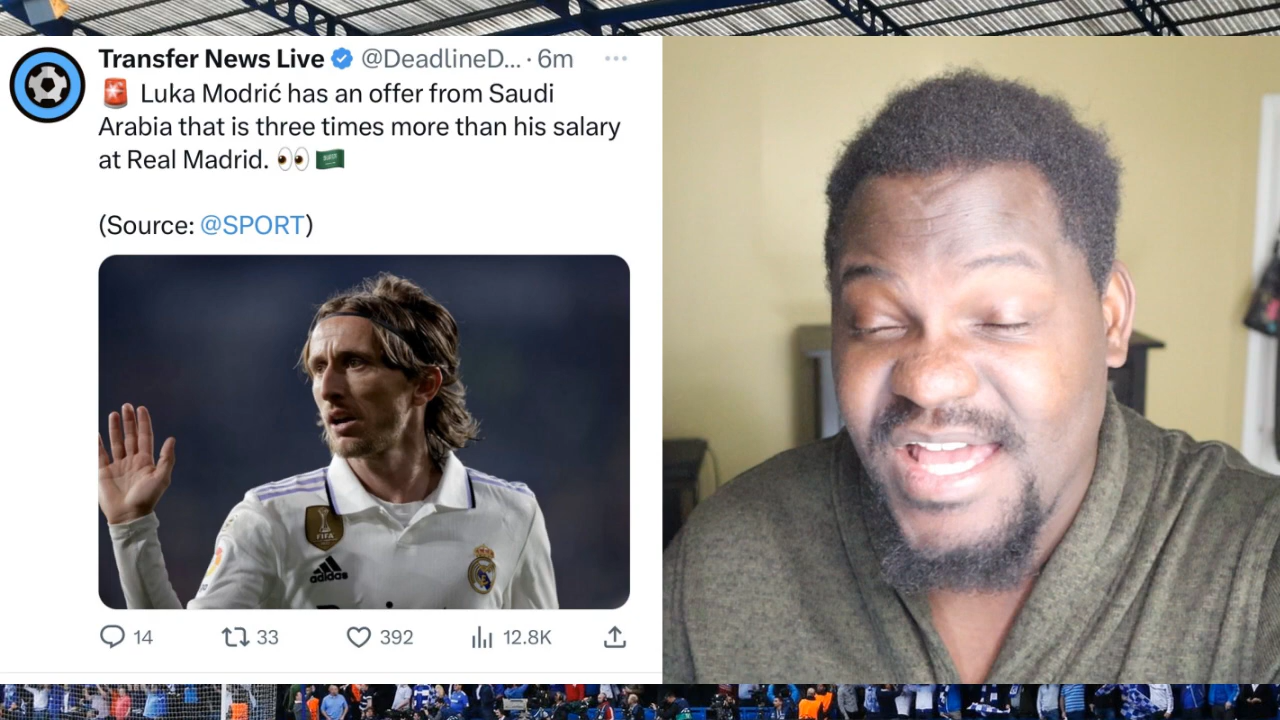 Transfer News Live @DeadlineD... · 6m
🚨 Luka Modrić has an offer from Saudi
Arabia that is three times more than his salary
at Real Madrid. 👀 🇸🇦
(Source: @SPORT)
FIFA
adidas
14 33 392 12.8K